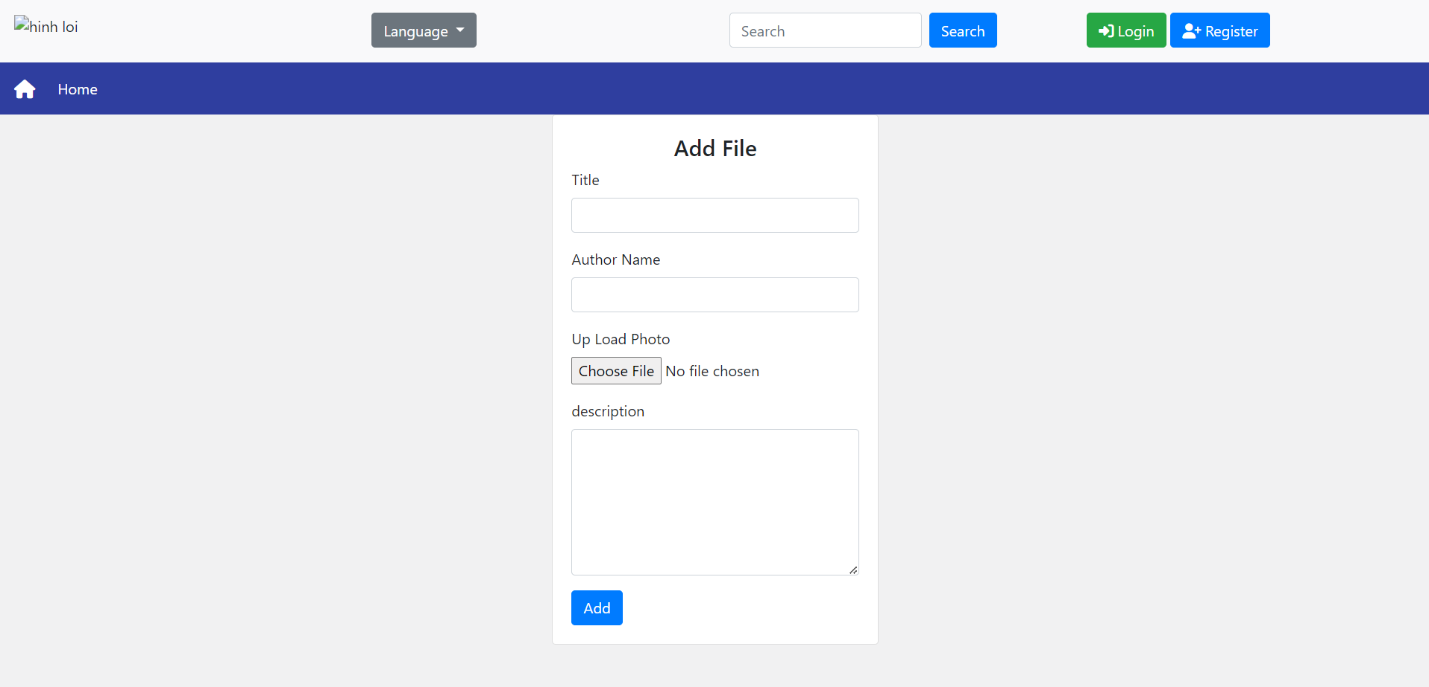 hinh loi
Language
Search
Search
Login
Register
Home
Add File
Title
Author Name
Up Load Photo
Choose File No file chosen
description
Add